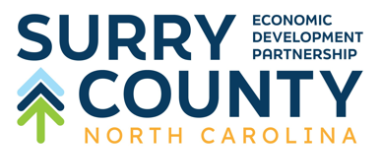 SURRY
ECONOMIC
DEVELOPMENT
PARTNERSHIP
COUNTY
NORTH CAROLINA